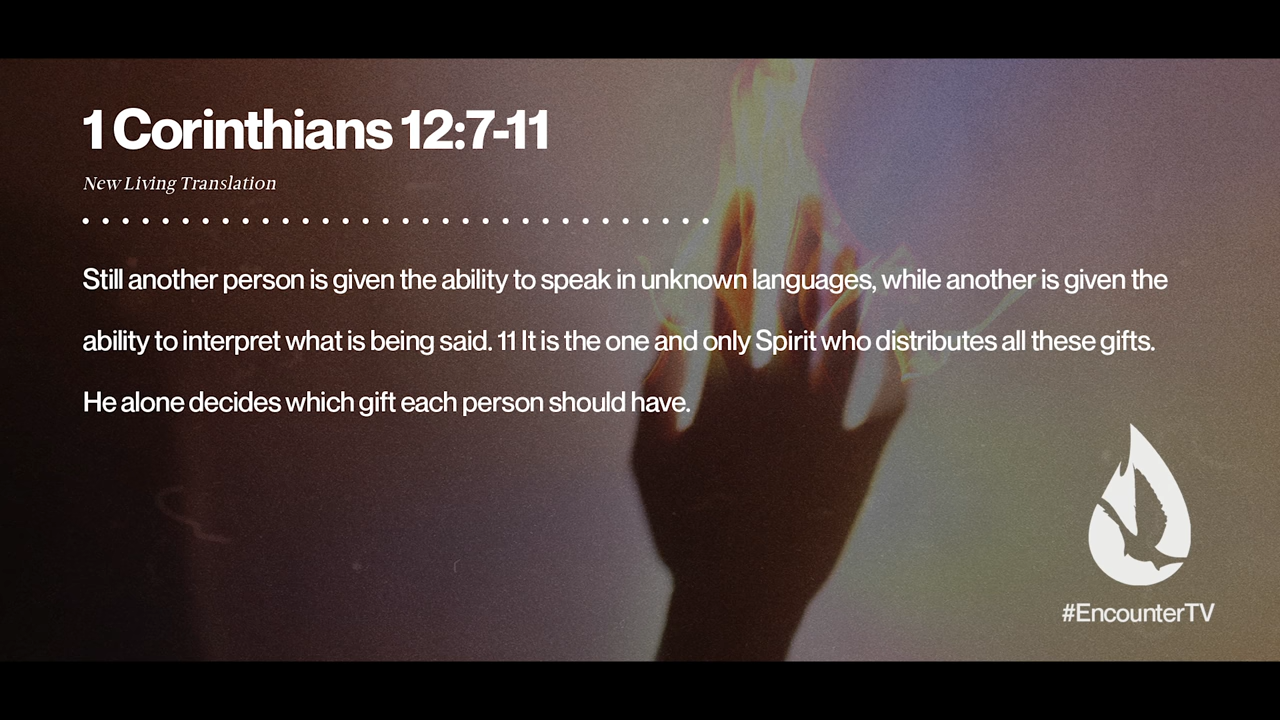 1 Corinthians 12:7-11
New Living Translation
Still another person is given the ability to speak in unknown languages, while another is given the
ability to interpret what is being said. 11 It is the one and only Spirit who distributes all these gifts.
He alone decides which gift each person should have.
#EncounterTV